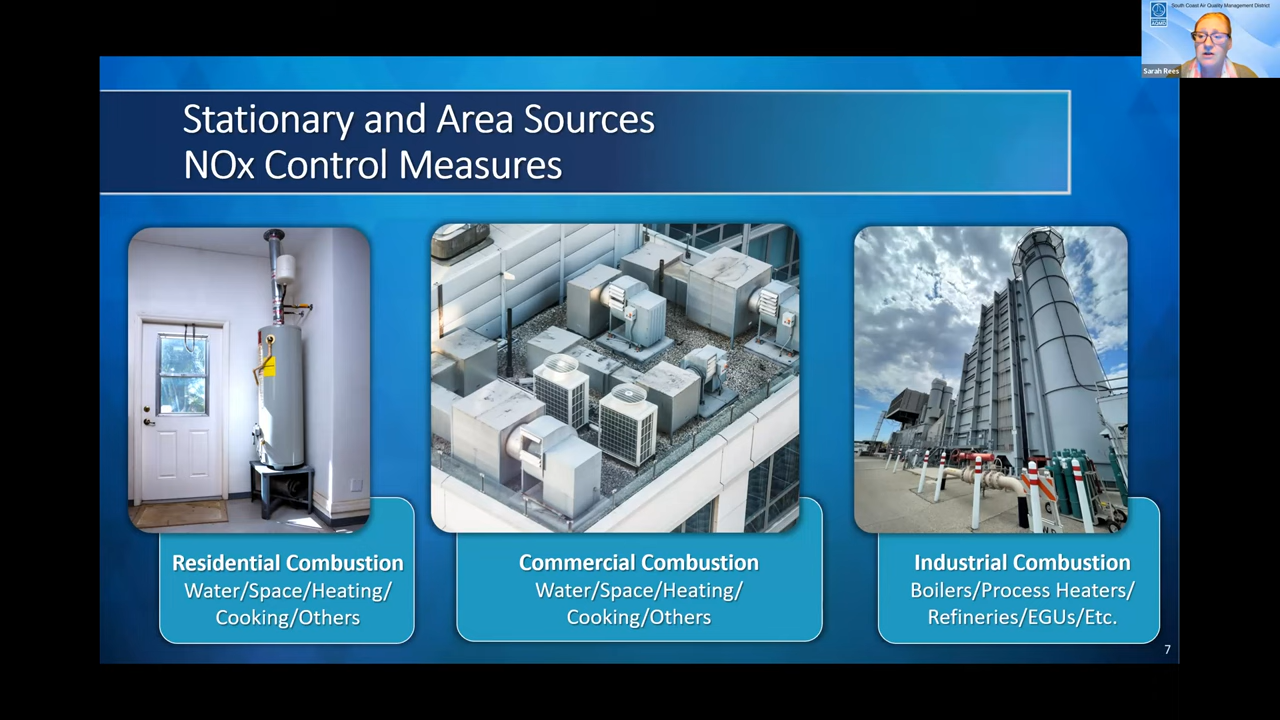 South Coast Air Quality Management District
AQMD
Sarah Rees
Stationary and Area Sources
NOx Control Measures
Residential Combustion
Water/Space/Heating/
Cooking/Others
Commercial Combustion
Water/Space/Heating/
Cooking/Others
Industrial Combustion
Boilers/Process Heaters/
Refineries/EGUs/Etc.
7